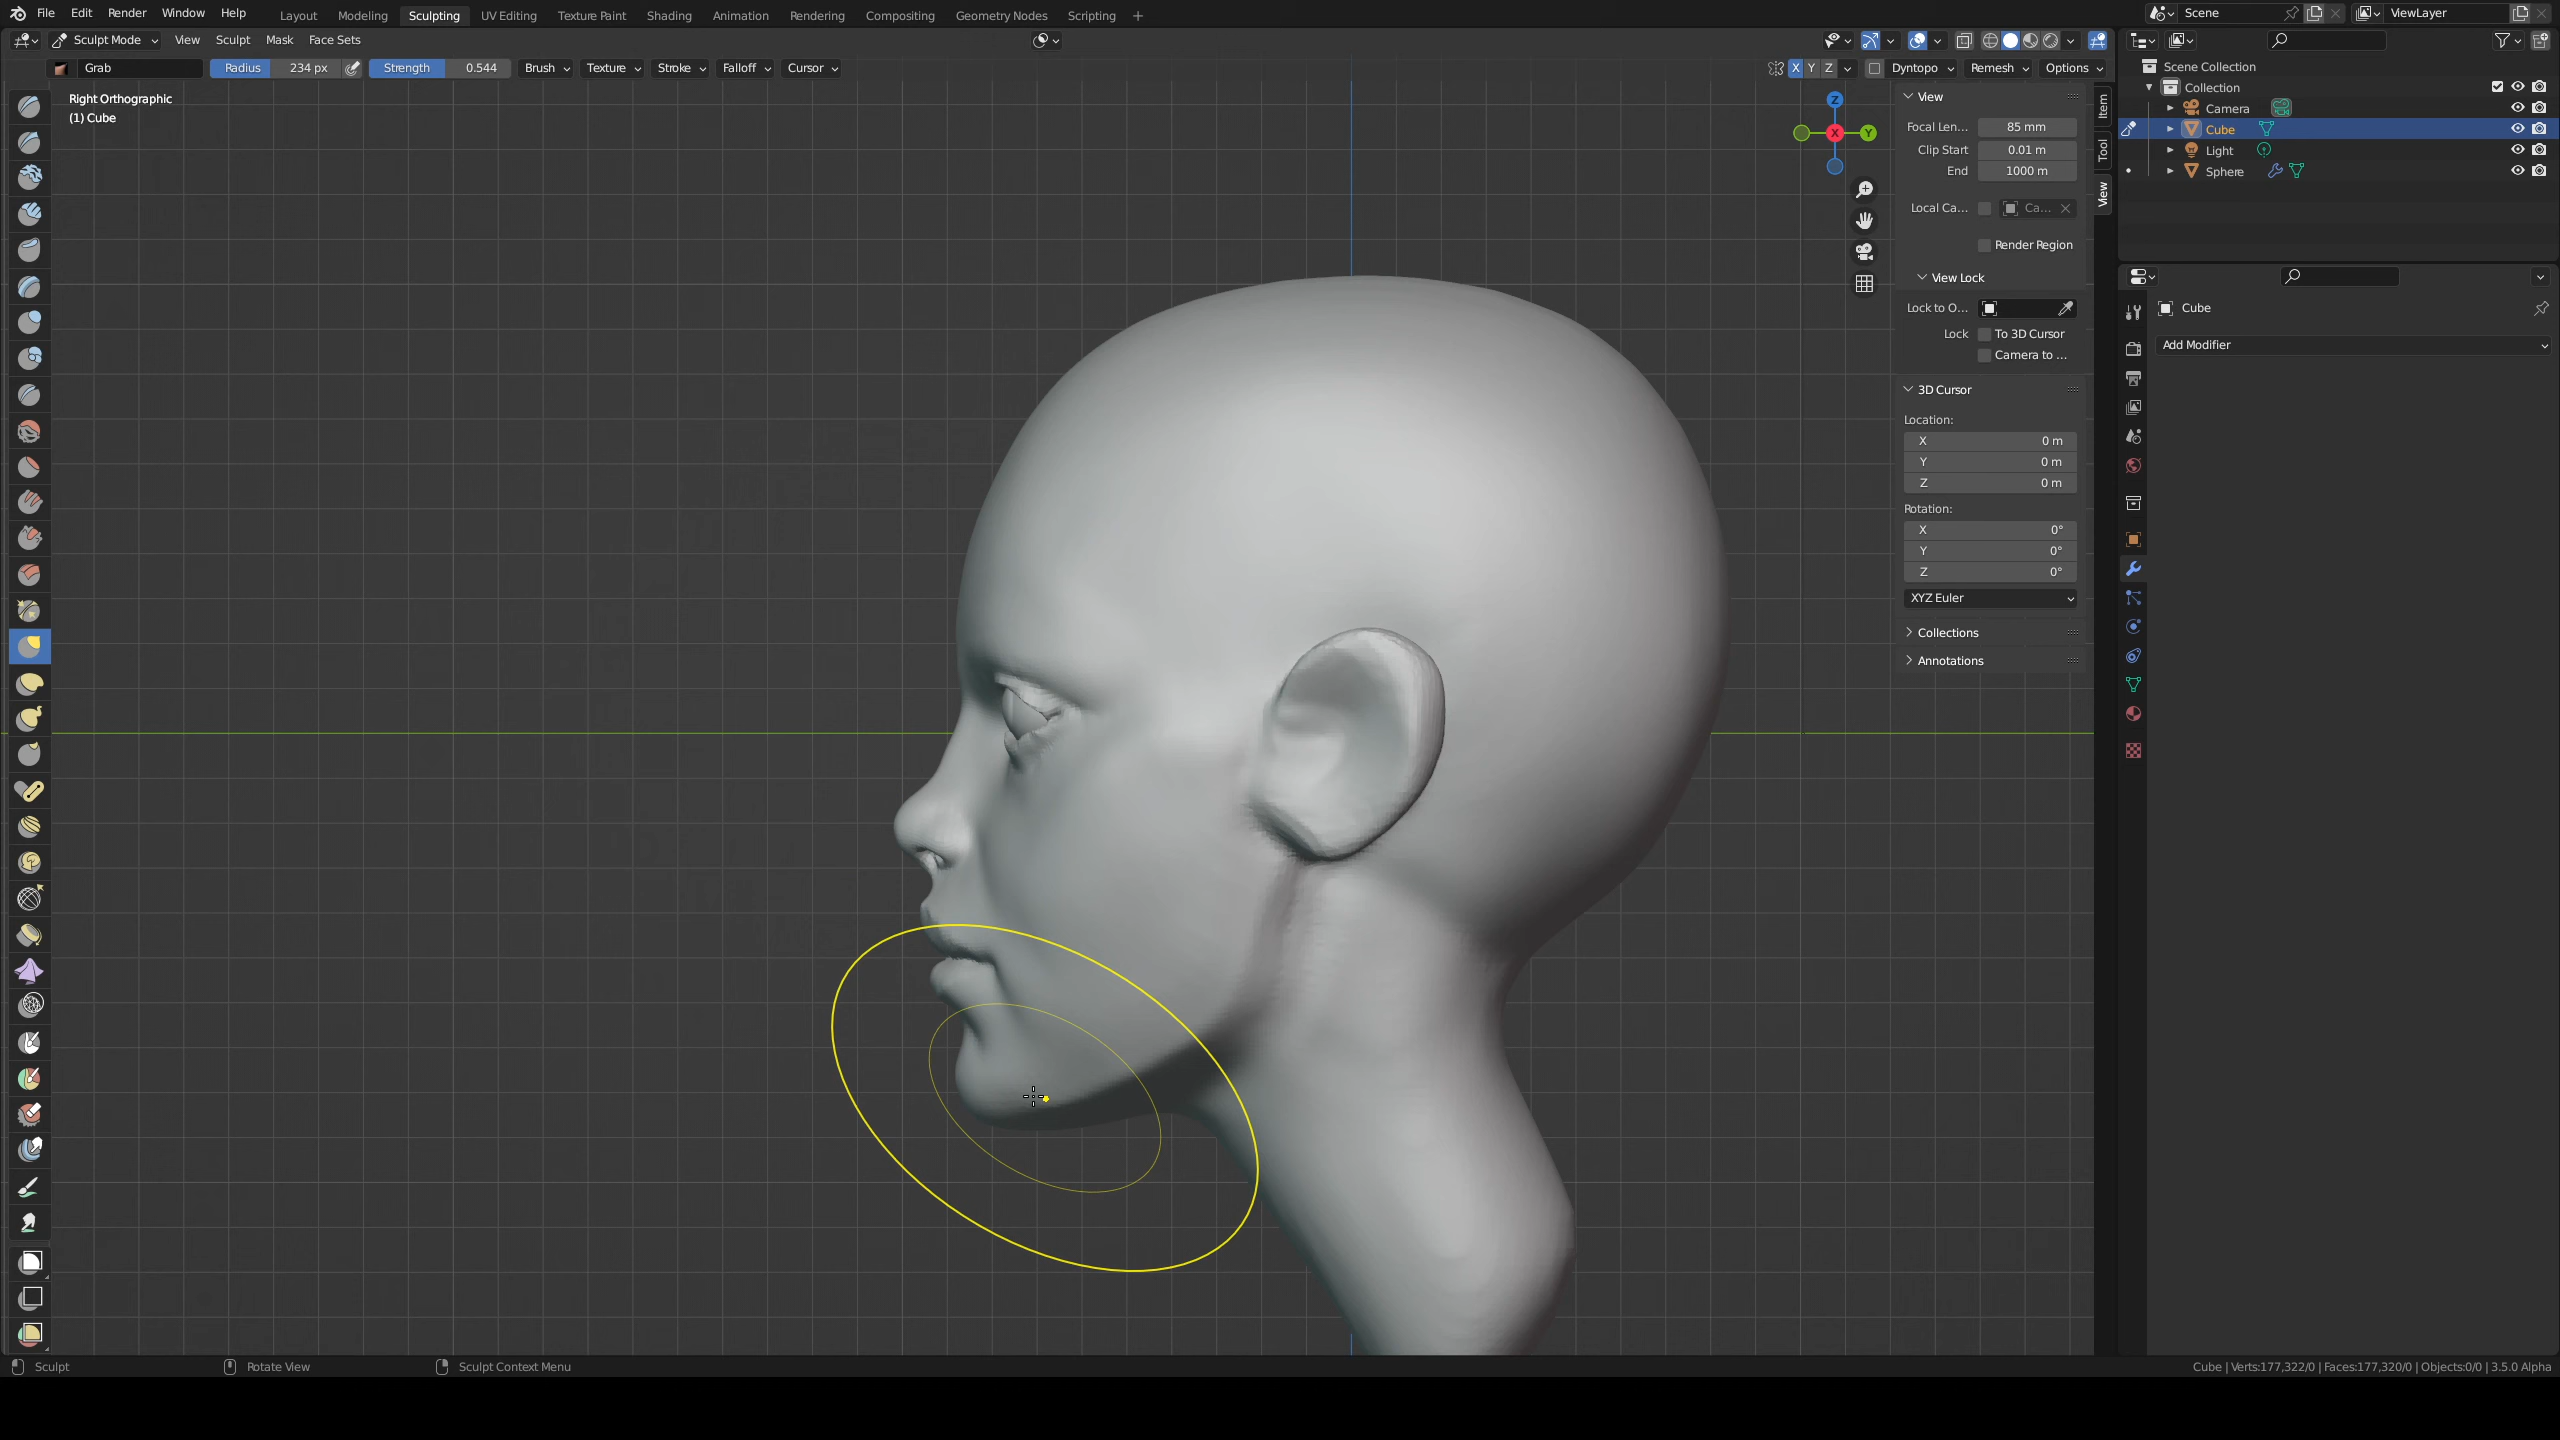 File Edit Render Window Help Layout Modeling Sculpting UV Editing Texture Paint Shading Animation Rendering Compositing Geometry Nodes Scripting + Scene ViewLayer
Sculpt Mode View Sculpt Mask Face Sets
Grab Radius 234 px Strength 0.544 Brush Texture Stroke Falloff Cursor X Y Z Dyntopo Remesh Options
Right Orthographic
(1) Cube
Z
X
Y
View
Focal Len... 85 mm
Clip Start 0.01 m
End 1000 m
Local Ca... Ca...
Render Region
View Lock
Lock to O...
Lock To 3D Cursor
Camera to ...
3D Cursor
Location:
X 0 m
Y 0 m
Z 0 m
Rotation:
X 0°
Y 0°
Z 0°
XYZ Euler
Collections
Annotations
Item
Tool
View
Scene Collection
Collection
Camera
Cube
Light
Sphere
Cube
Add Modifier
Sculpt Rotate View Sculpt Context Menu Cube | Verts:177,322/0 | Faces:177,320/0 | Objects:0/0 | 3.5.0 Alpha